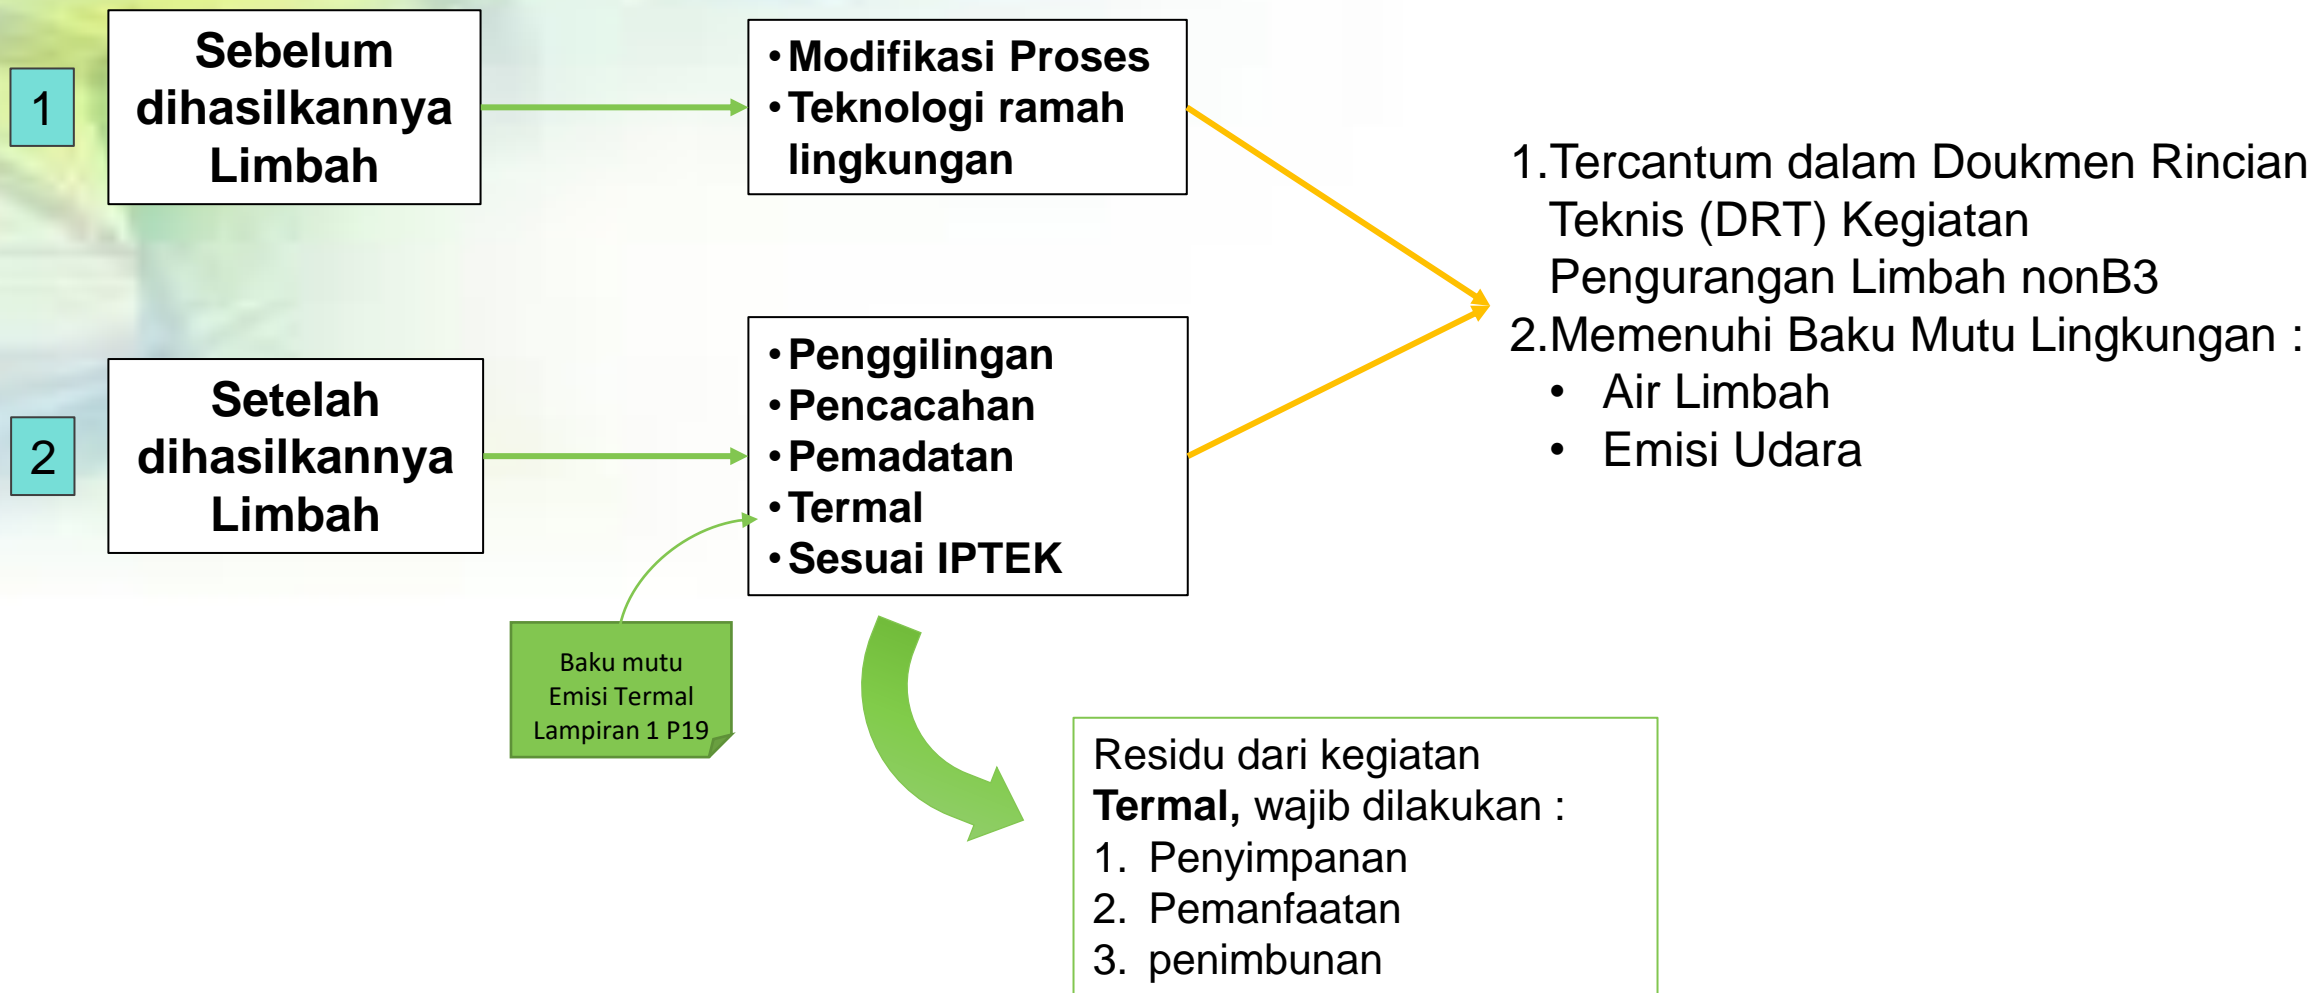 1
Sebelum
dihasilkannya
Limbah
• Modifikasi Proses
• Teknologi ramah
lingkungan
1.Tercantum dalam Doukmen Rincian
Teknis (DRT) Kegiatan
Pengurangan Limbah nonB3
2.Memenuhi Baku Mutu Lingkungan :
• Air Limbah
• Emisi Udara
2
Setelah
dihasilkannya
Limbah
• Penggilingan
• Pencacahan
• Pemadatan
• Termal
• Sesuai IPTEK
Baku mutu
Emisi Termal
Lampiran 1 P19
Residu dari kegiatan
Termal, wajib dilakukan :
1. Penyimpanan
2. Pemanfaatan
3. penimbunan